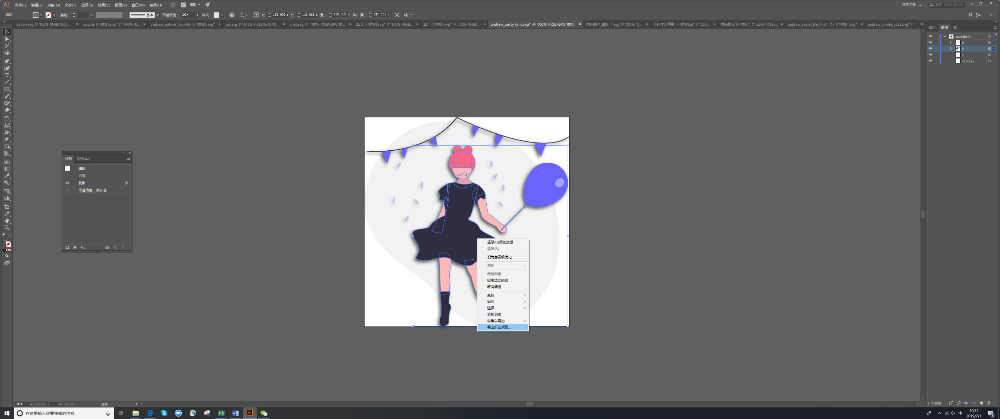 Ai 文件(F) 编辑(E) 对象(O) 文字(T) 选择(S) 效果(C) 视图(V) 窗口(W) 帮助(H) Br St 基本功能 搜索 Adobe Stock
编组 ? 描边: 基本 不透明度: 100% 样式: X: 152.935 m Y: 143.965 m 宽: 188.303 m 高: 219.158 m
ballon.svg @ 100% (RGB/GPU ... × couple [已恢复].svg* @ 100% (R... × undraw_nature_fun_n9lv [已恢复].svg* × cat.svg @ 100% (RGB/GPU 预... × chat.svg @ 100% (RGB/GPU 预... × 草 2 [已恢复].svg* @ 100% (RGB... × 草1 [已恢复].svg* @ 100% (RGB/... × undraw_party_lqnv.svg* @ 100% (RGB/GPU 预览) × 未标题-1_画板 1.svg @ 100% (R... × 几何作为背景 [已恢复].ai* @ 150... × 未标题-2 [已恢复]* @ 25% (RGB/... × undraw_social_life_4np1 (1) [已恢复].svg* × undraw_circles_y7s2.svg* @
属性 图层 库
ec0dd667-...
2
3
1
<title>
外观 图形样式
编组
内容
投影 fx
不透明度: 默认值
fx.
还原(U)添加资源
重做(R)
设为像素级优化
透视
裁剪图像
隔离选定的组
取消编组
变换
排列
选择
添加到库
收集以导出
导出所选项目...
100% 1 选择
1 个图层
在这里输入你要搜索的内容
Ai
中
10:25
2019/7/1
2